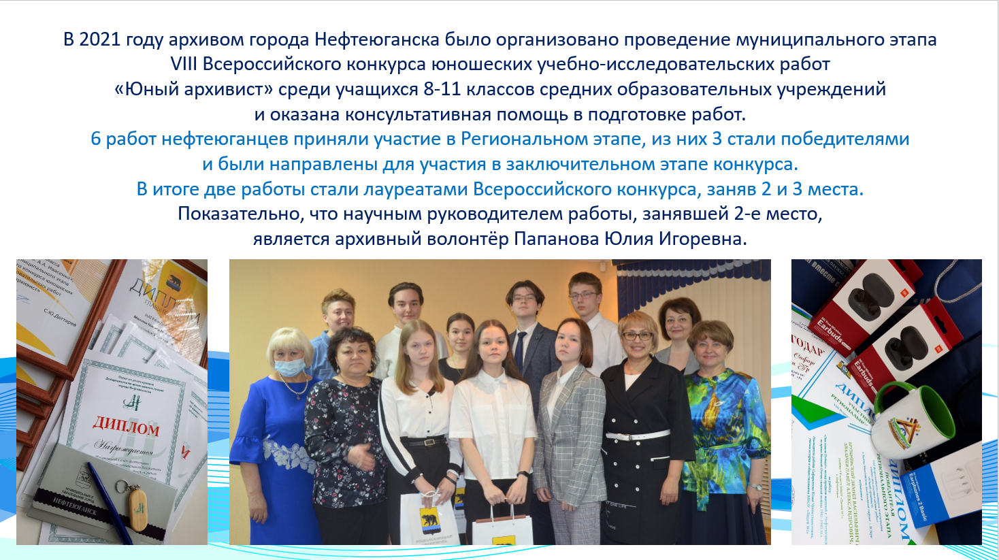 В 2021 году архивом города Нефтеюганска было организовано проведение муниципального этапа
VIII Всероссийского конкурса юношеских учебно-исследовательских работ
«Юный архивист» среди учащихся 8-11 классов средних образовательных учреждений
и оказана консультативная помощь в подготовке работ.
6 работ нефтеюганцев приняли участие в Региональном этапе, из них 3 стали победителями
и были направлены для участия в заключительном этапе конкурса.
В итоге две работы стали лауреатами Всероссийского конкурса, заняв 2 и 3 места.
Показательно, что научным руководителем работы, занявшей 2-е место,
является архивный волонтёр Папанова Юлия Игоревна.
С.Ю.Дегтярев
ДИПЛОМ
Награждается
НЕФТЕЮГАНСК
Earbuds
Earbuds
ДИПЛОМ
ПОБЕДИТЕЛЯ
РЕГИОНАЛЬНОГО ЭТАПА
Earphones 2 Basic